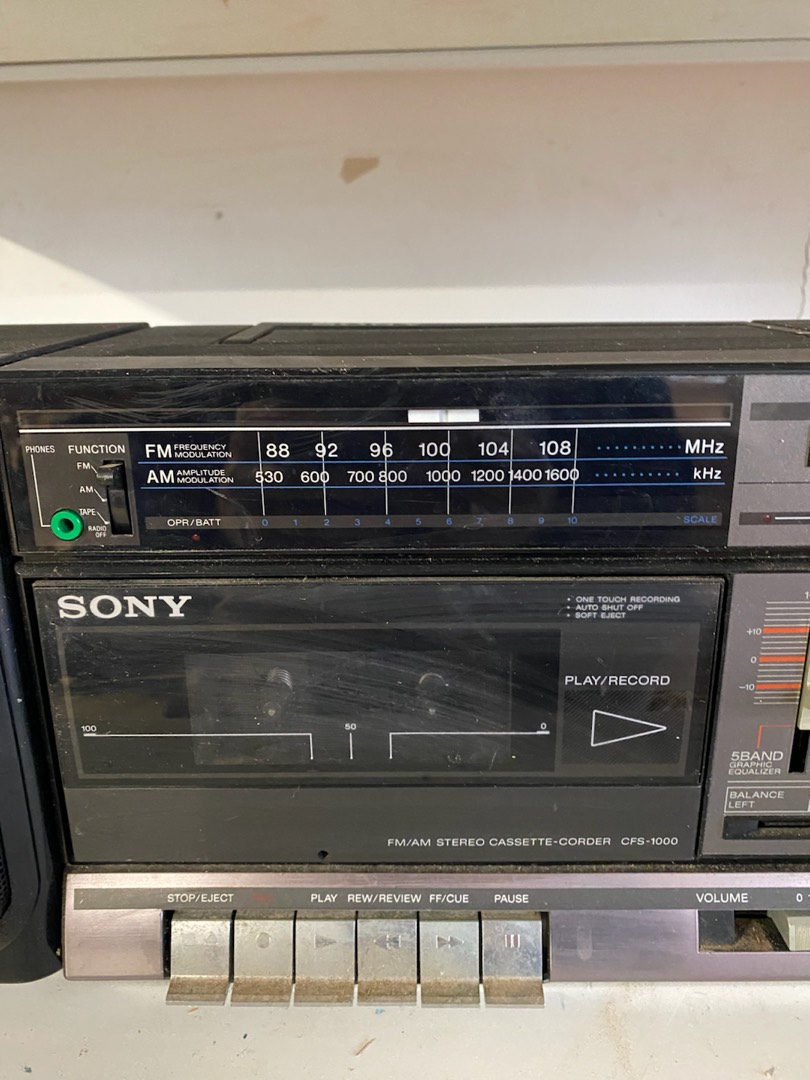 PHONES FUNCTION
FM
AM
TAPE
RADIO
OFF
FM FREQUENCY MODULATION 88 92 96 100 104 108 MHz
AM AMPLITUDE MODULATION 530 600 700 800 1000 1200 1400 1600 kHz
OPR/BATT 0 1 2 3 4 5 6 7 8 9 10 SCALE
SONY
• ONE TOUCH RECORDING
• AUTO SHUT OFF
• SOFT EJECT
PLAY/RECORD
100 50 0
+10
0
-10
5BAND
GRAPHIC
EQUALIZER
BALANCE
LEFT
FM/AM STEREO CASSETTE-CORDER CFS-1000
STOP/EJECT PLAY REW/REVIEW FF/CUE PAUSE VOLUME 0